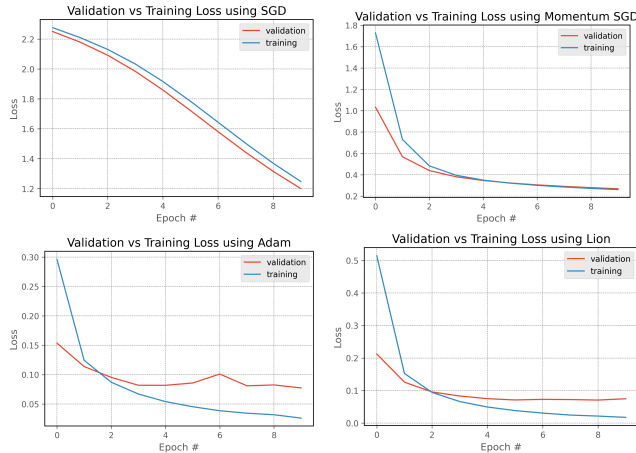 Validation vs Training Loss using SGD
validation
training
2.2
2.0
1.8
1.6
1.4
1.2
Loss
0 2 4 6 8
Epoch #
Validation vs Training Loss using Momentum SGD
validation
training
1.8
1.6
1.4
1.2
1.0
0.8
0.6
0.4
0.2
Loss
0 2 4 6 8
Epoch #
Validation vs Training Loss using Adam
validation
training
0.30
0.25
0.20
0.15
0.10
0.05
Loss
0 2 4 6 8
Epoch #
Validation vs Training Loss using Lion
validation
training
0.5
0.4
0.3
0.2
0.1
0.0
Loss
0 2 4 6 8
Epoch #